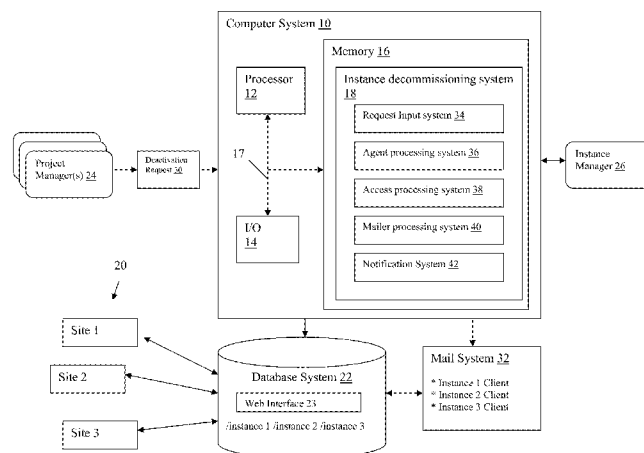 Computer System 10
Memory 16
Processor
12
Instance decommissioning system
18
Request Input system 34
Agent processing system 36
Access processing system 38
Mailer processing system 40
Notification System 42
17
I/O
14
Project
Manager(s) 24
Deactivation
Request 30
Instance
Manager 26
20
Site 1
Site 2
Site 3
Database System 22
Web Interface 23
/instance 1 /instance 2 /instance 3
Mail System 32
* Instance 1 Client
* Instance 2 Client
* Instance 3 Client